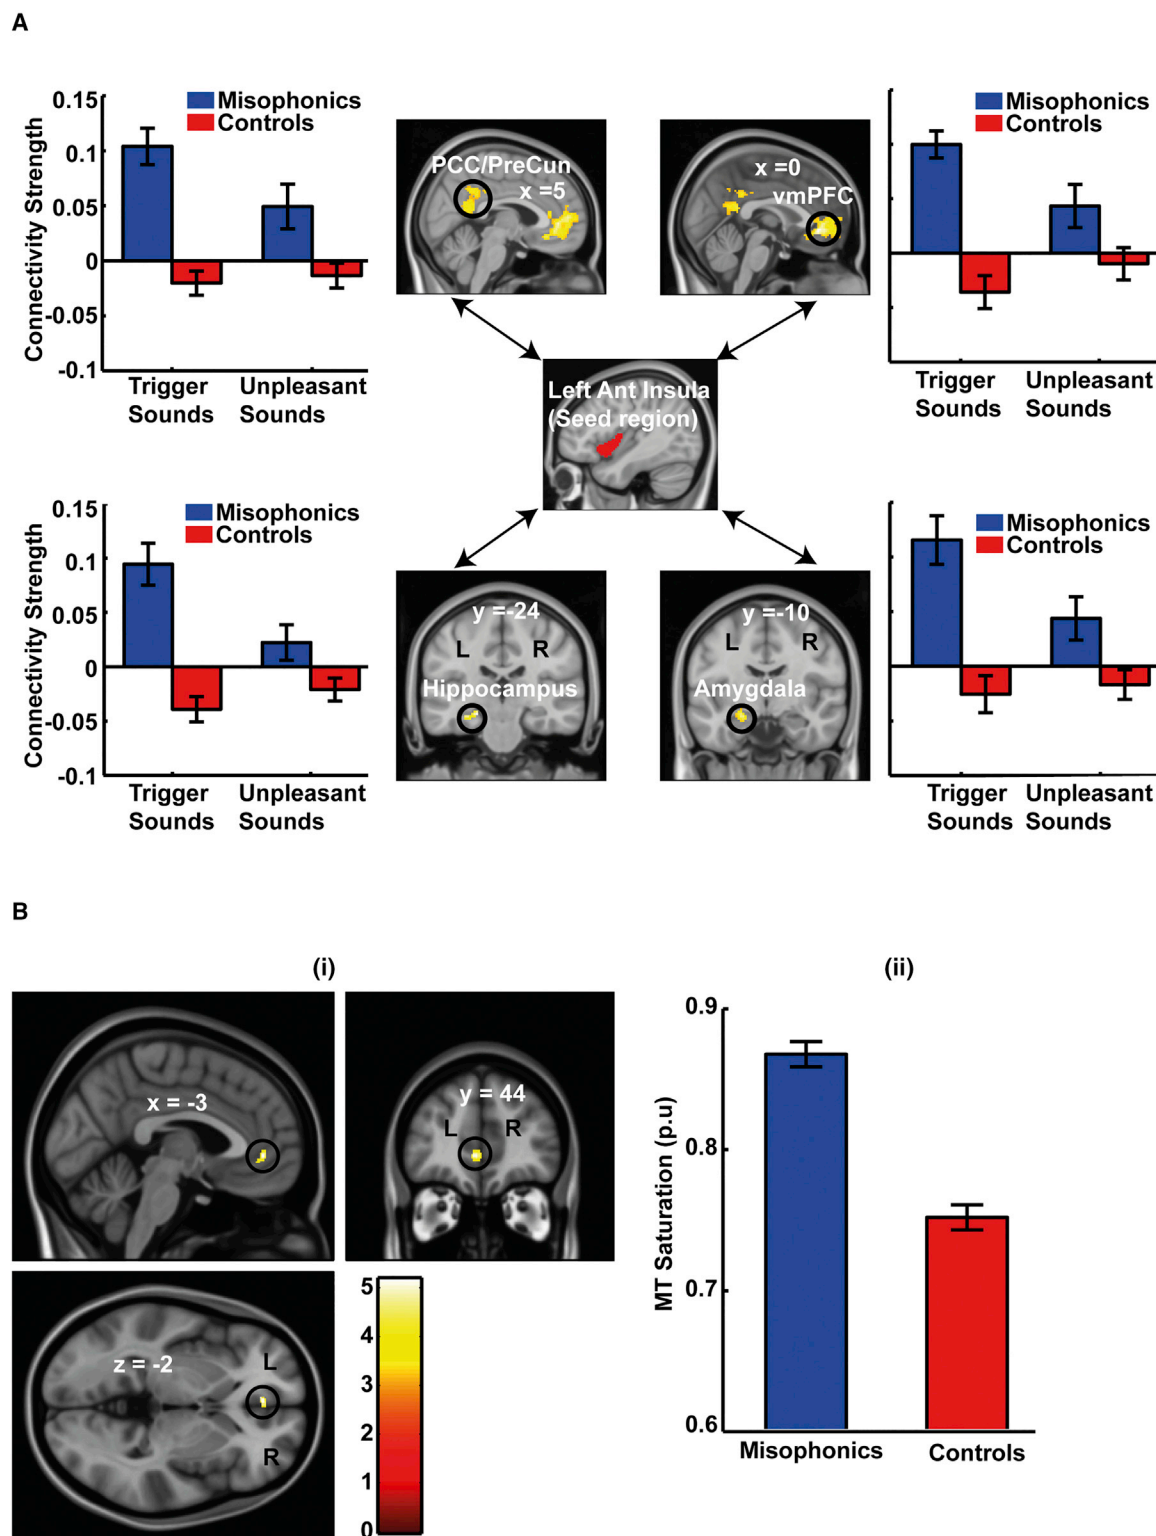 A
0.15
0.1
0.05
0
-0.05
-0.1
Connectivity Strength
Misophonics
Controls
Trigger
Sounds
Unpleasant
Sounds
PCC/PreCun
x =5
x =0
vmPFC
Misophonics
Controls
Trigger
Sounds
Unpleasant
Sounds
Left Ant Insula
(Seed region)
0.15
0.1
0.05
0
-0.05
-0.1
Connectivity Strength
Misophonics
Controls
Trigger
Sounds
Unpleasant
Sounds
y =-24
L R
Hippocampus
y =-10
L R
Amygdala
Misophonics
Controls
Trigger
Sounds
Unpleasant
Sounds
B
(i)
x = -3
y = 44
L R
z = -2
L
R
5
4
3
2
1
0
(ii)
0.9
0.8
0.7
0.6
MT Saturation (p.u)
Misophonics
Controls